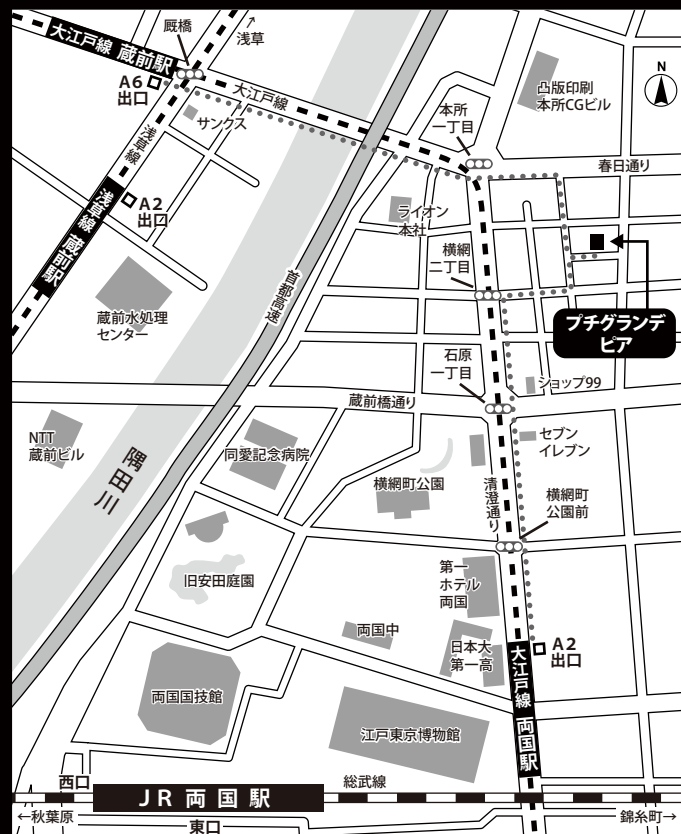 大江戸線 蔵前駅
厩橋
↗
浅草
N
A6
出口
大江戸線
凸版印刷
本所CGビル
本所
一丁目
サンクス
浅草線
春日通り
A2
出口
浅草線 蔵前駅
ライオン
本社
横網
二丁目
首都高速
蔵前水処理
センター
プチグランデ
ピア
石原
一丁目
ショップ99
蔵前橋通り
NTT
蔵前ビル
隅田川
同愛記念病院
セブン
イレブン
横網町公園
清澄通り
横網町
公園前
旧安田庭園
第一
ホテル
両国
両国中
日本大
第一高
A2
出口
大江戸線 両国駅
両国国技館
江戸東京博物館
西口
総武線
JR両国駅
←秋葉原
東口
錦糸町→